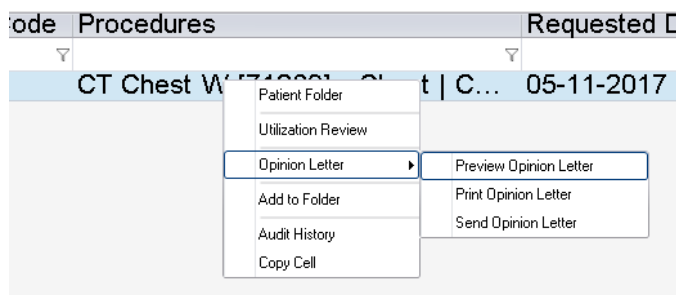 ode Procedures Requested D
CT Chest W t | C... 05-11-2017
Patient Folder
Utilization Review
Opinion Letter
Preview Opinion Letter
Print Opinion Letter
Send Opinion Letter
Add to Folder
Audit History
Copy Cell